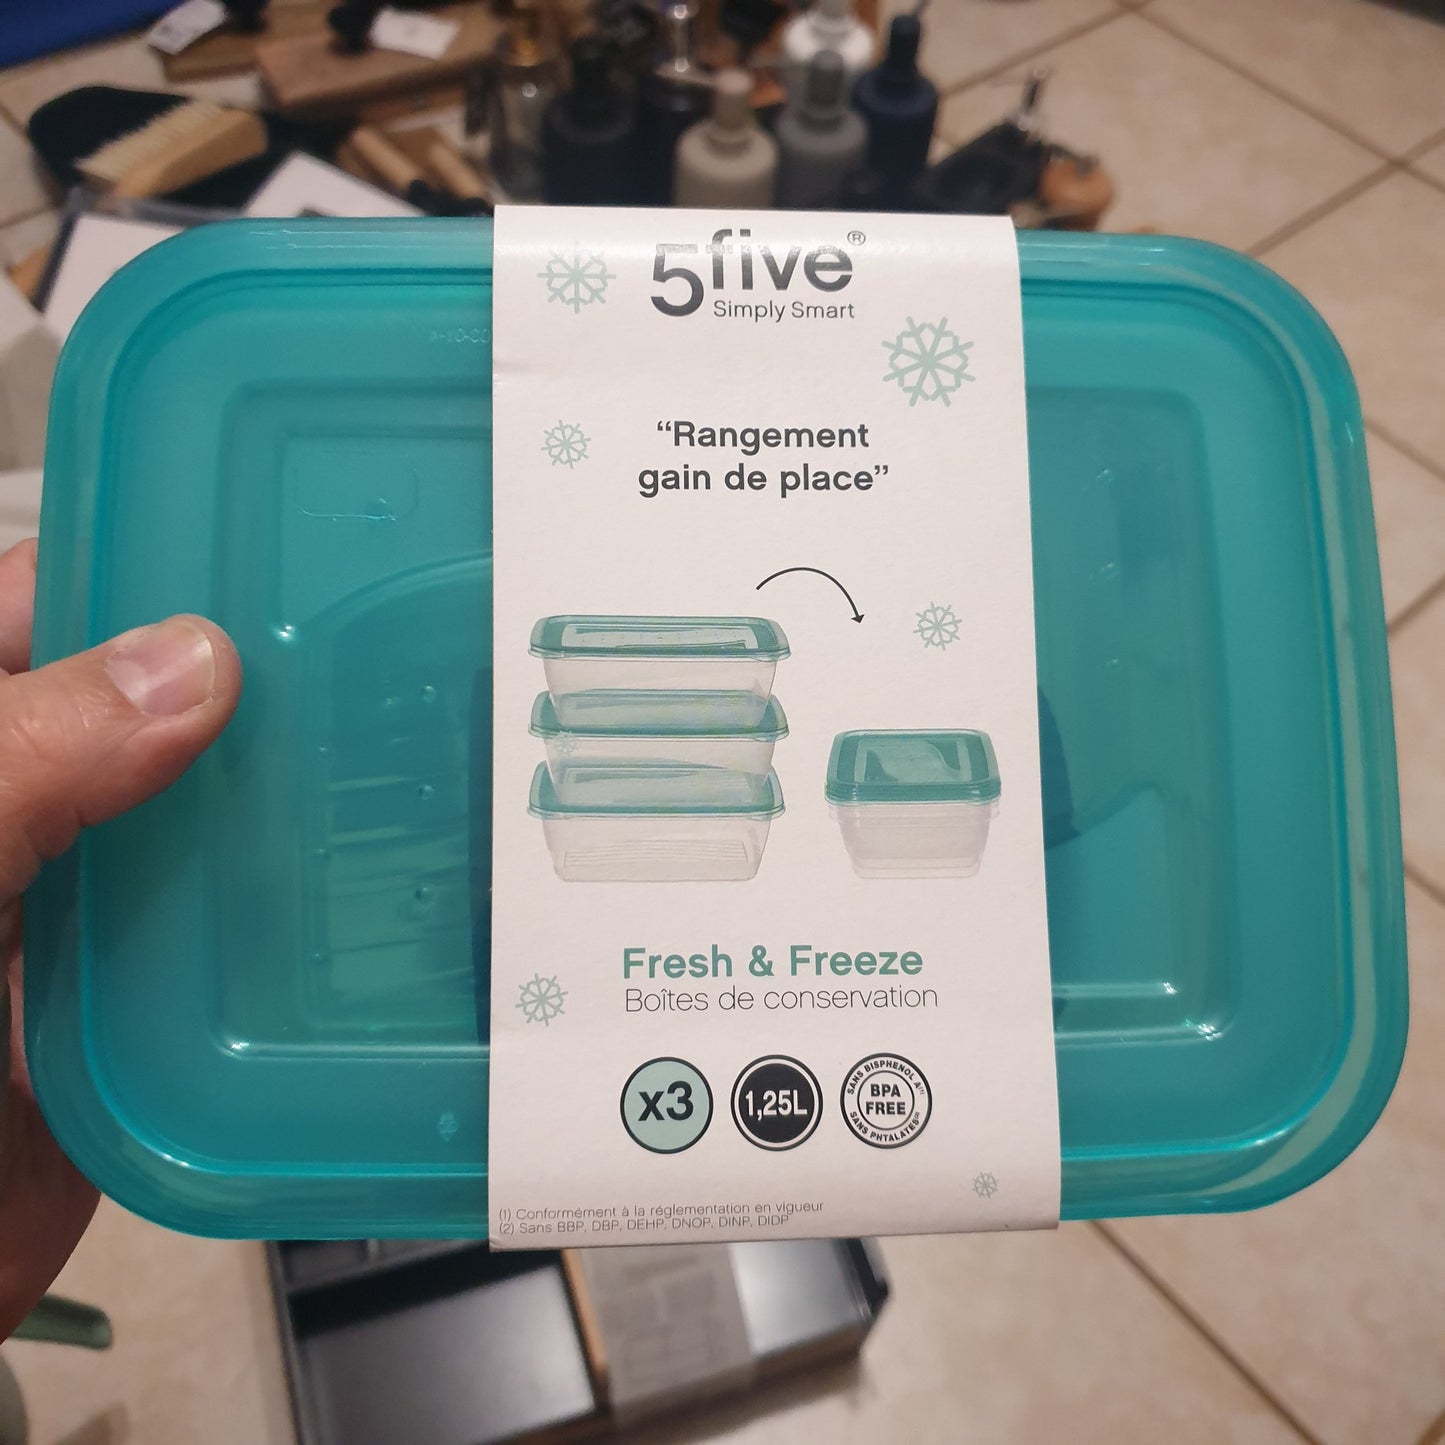 5five®
Simply Smart
“Rangement
gain de place”
Fresh & Freeze
Boîtes de conservation
x3
1,25L
SANS BISPHENOL A(1)
BPA
FREE
SANS PHTALATES(2)
(1) Conformément à la réglementation en vigueur
(2) Sans BBP, DBP, DEHP, DNOP, DINP, DIDP